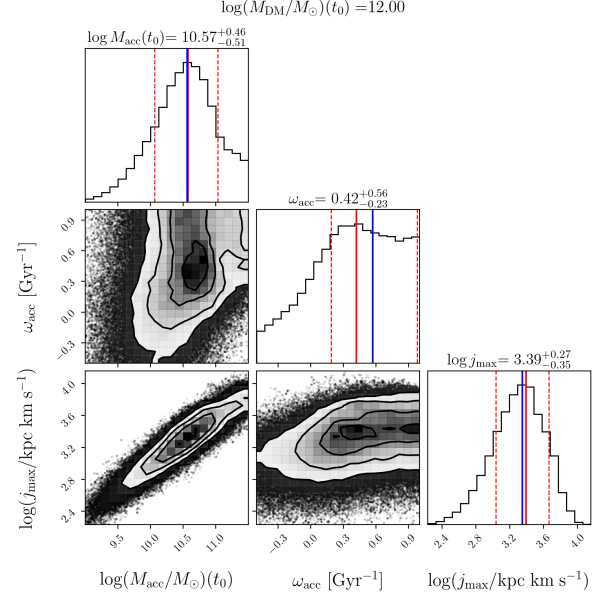 log(M_DM/M_⊙)(t_0) =12.00
log M_acc(t_0)= 10.57^{+0.46}_{−0.51}
ω_acc= 0.42^{+0.56}_{−0.23}
log j_max= 3.39^{+0.27}_{−0.35}
ω_acc [Gyr^{−1}]
0.9
0.6
0.3
0.0
−0.3
log(j_max/kpc km s^{−1})
4.0
3.6
3.2
2.8
2.4
9.5 10.0 10.5 11.0
−0.3 0.0 0.3 0.6 0.9
2.4 2.8 3.2 3.6 4.0
log(M_acc/M_⊙)(t_0)
ω_acc [Gyr^{−1}]
log(j_max/kpc km s^{−1})